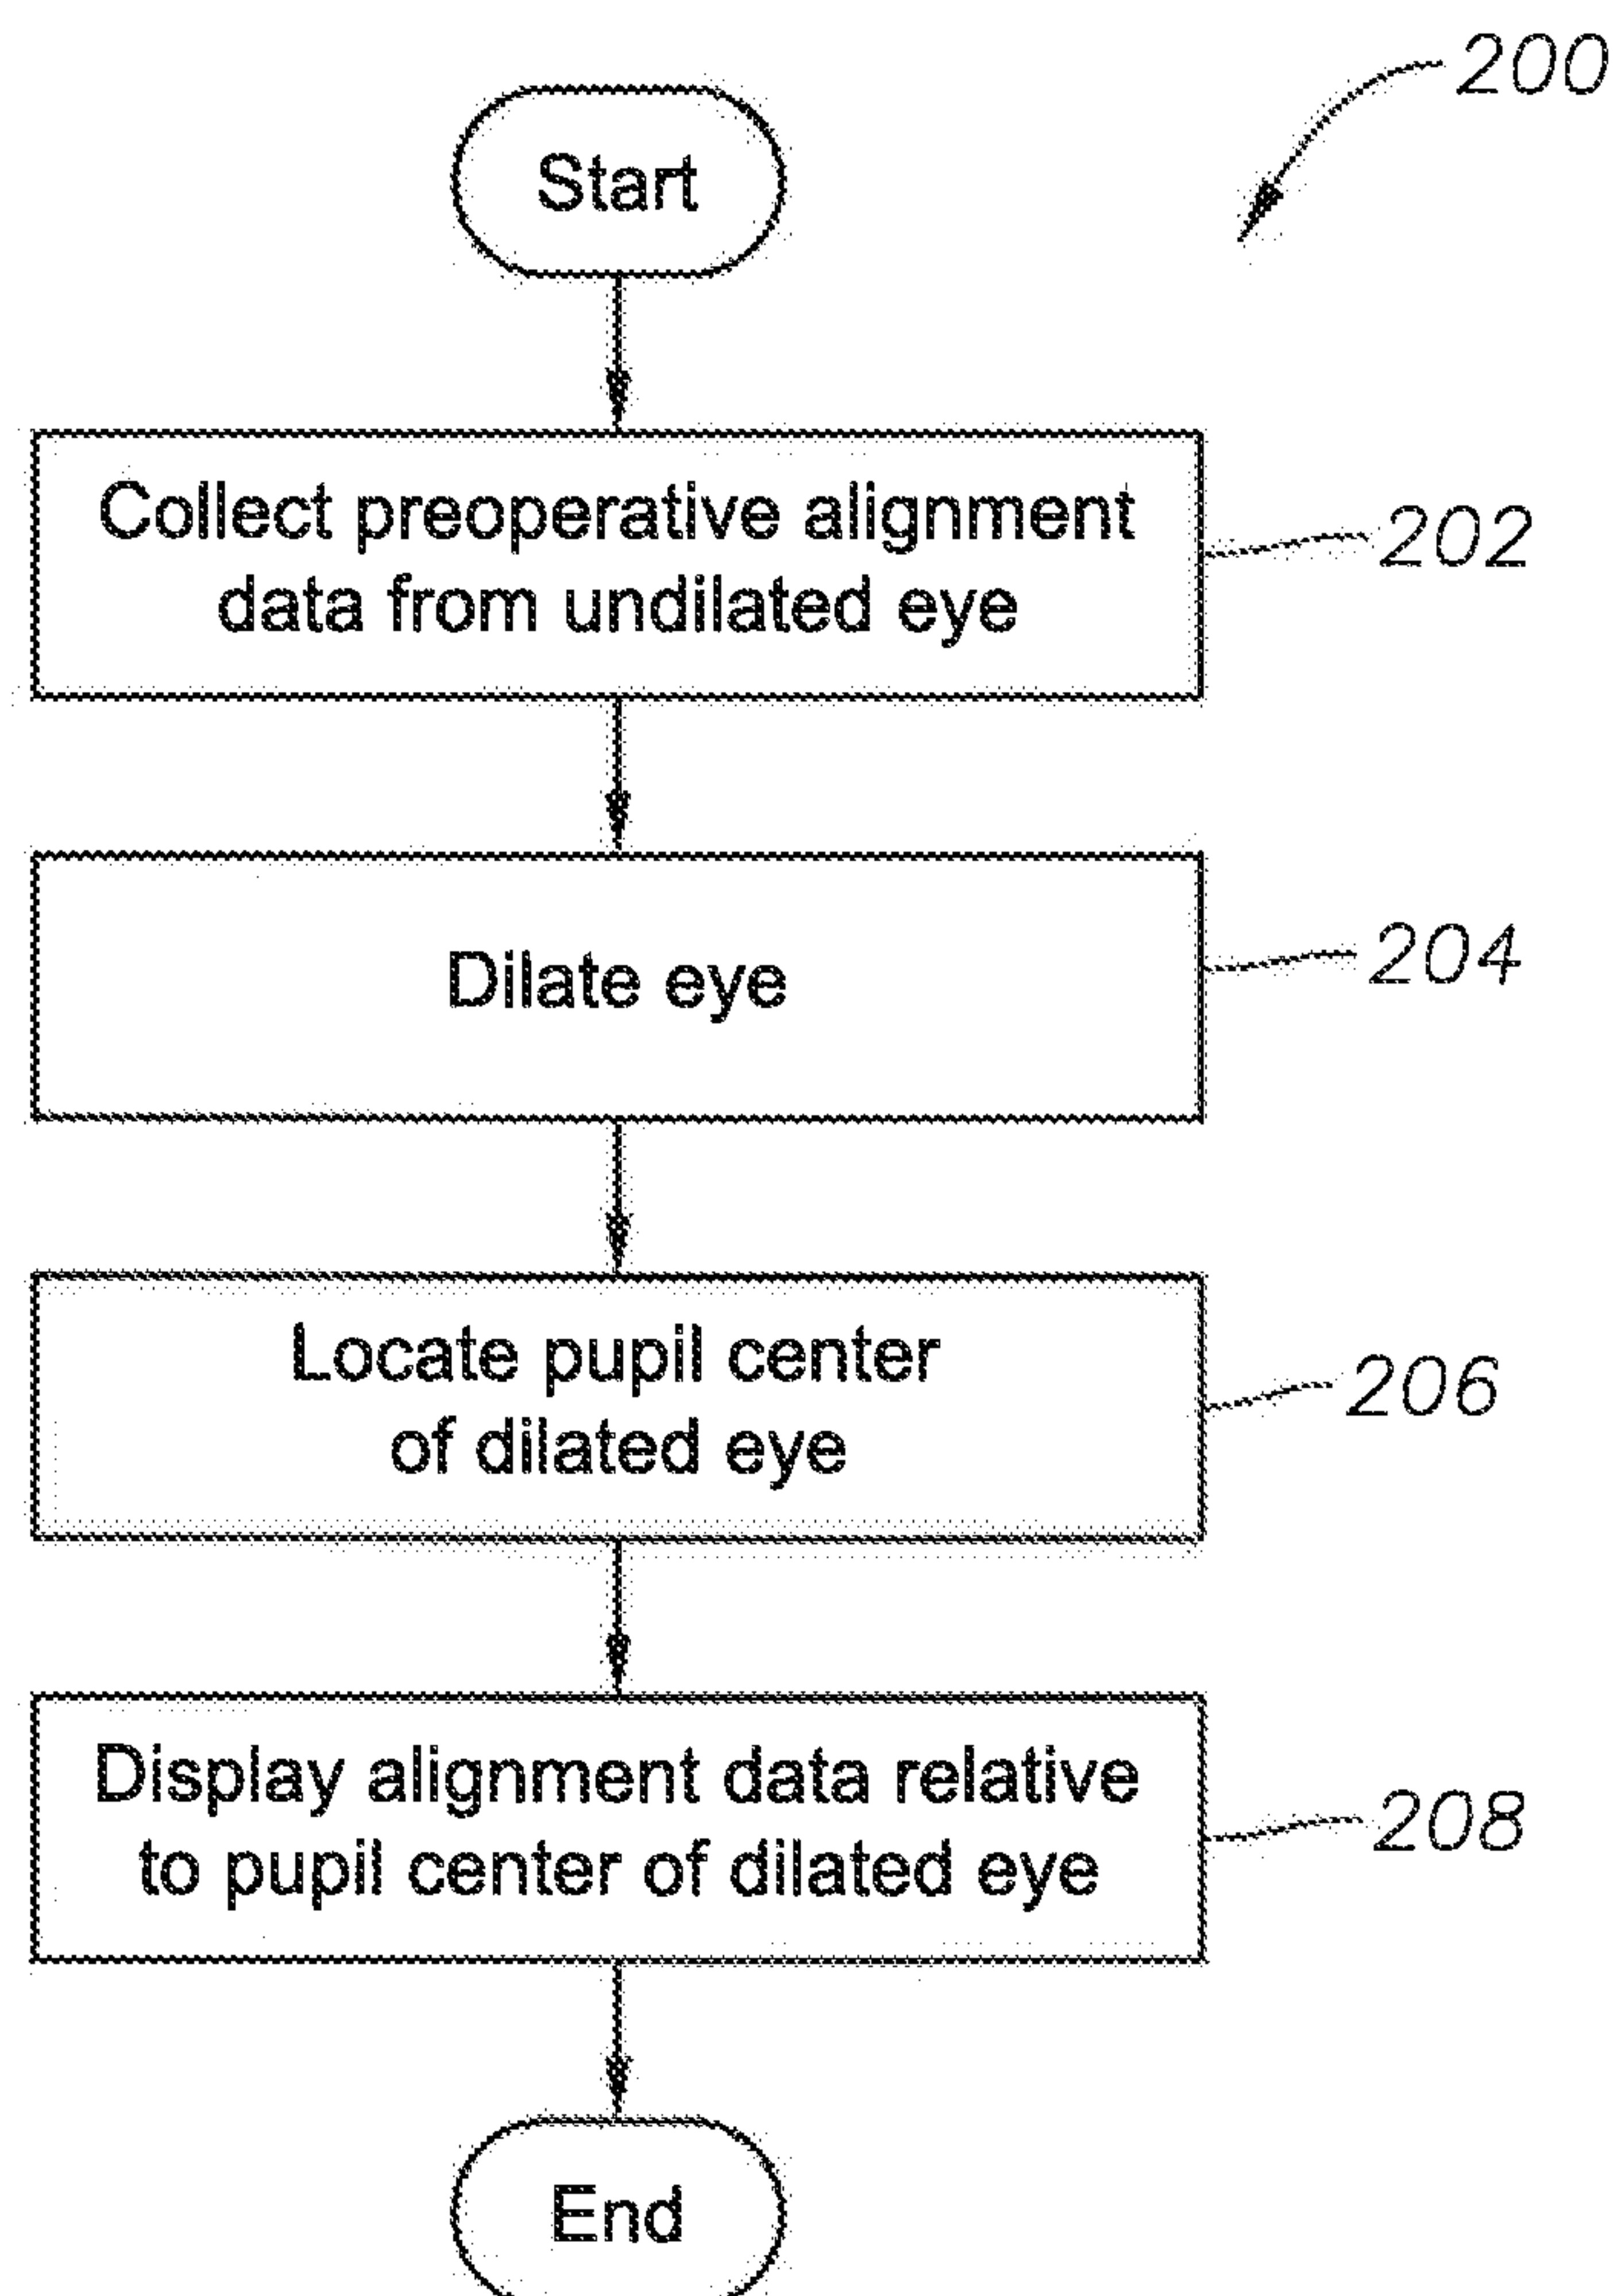 200
Start
Collect preoperative alignment
data from undilated eye
202
Dilate eye
204
Locate pupil center
of dilated eye
206
Display alignment data relative
to pupil center of dilated eye
208
End